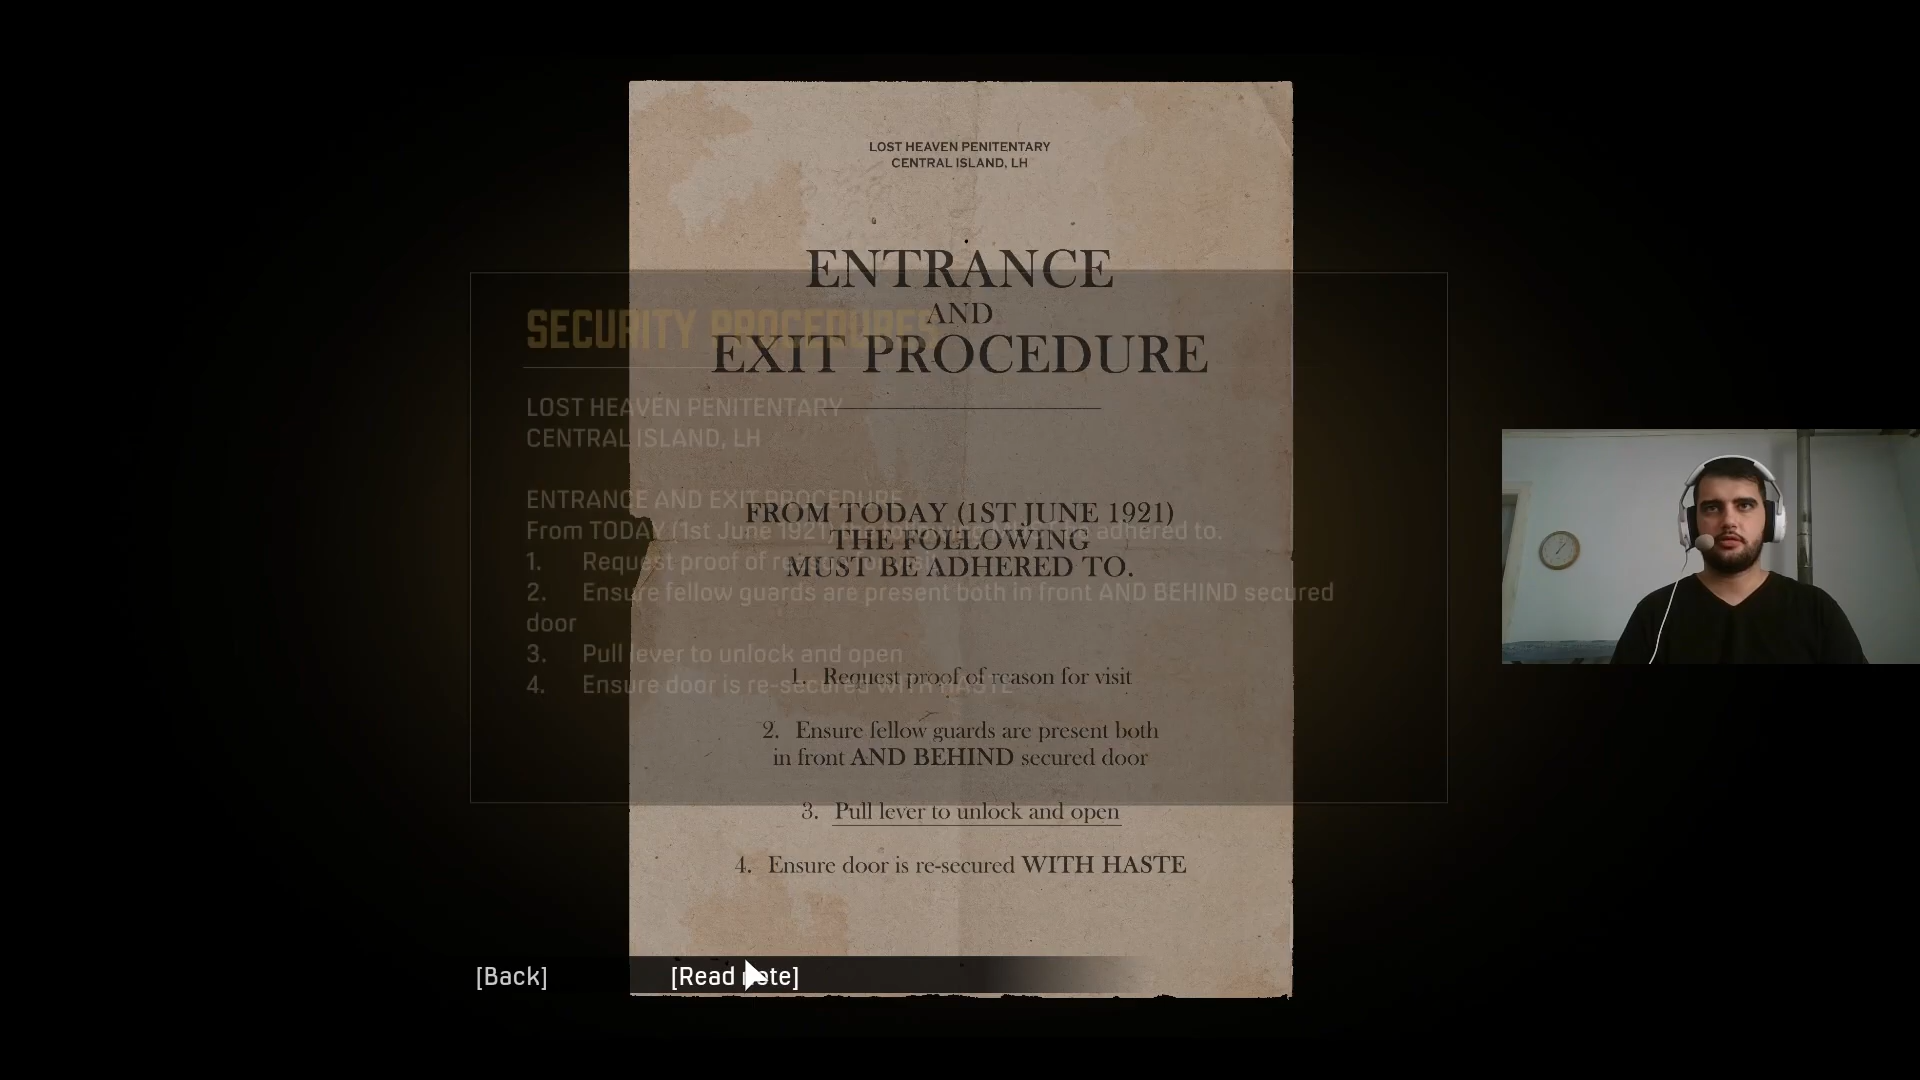 LOST HEAVEN PENITENTARY
CENTRAL ISLAND, LH
ENTRANCE
AND
EXIT PROCEDURE
FROM TODAY (1ST JUNE 1921)
THE FOLLOWING
MUST BE ADHERED TO.
1. Request proof of reason for visit
2. Ensure fellow guards are present both
in front AND BEHIND secured door
3. Pull lever to unlock and open
4. Ensure door is re-secured WITH HASTE
SECURITY PROCEDURES
LOST HEAVEN PENITENTARY
CENTRAL ISLAND, LH
ENTRANCE AND EXIT PROCEDURE
From TODAY (1st June 1921) the following MUST be adhered to.
1. Request proof of reason for visit
2. Ensure fellow guards are present both in front AND BEHIND secured
door
3. Pull lever to unlock and open
4. Ensure door is re-secured WITH HASTE
[Back]
[Read note]